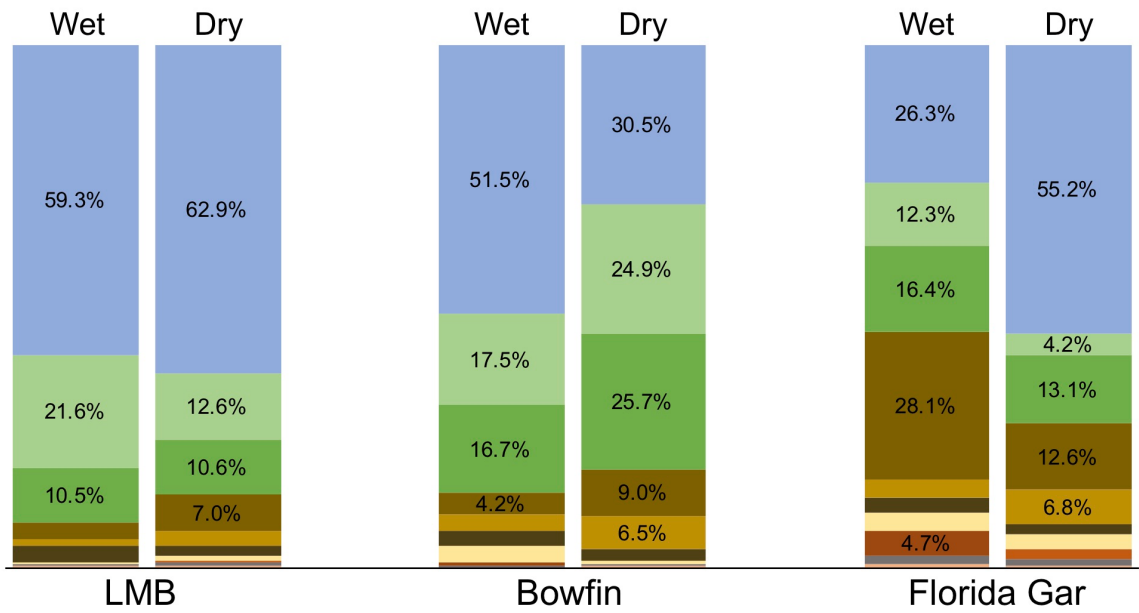 Wet Dry Wet Dry Wet Dry
59.3% 62.9% 51.5% 30.5% 26.3% 55.2%
21.6% 12.6% 17.5% 24.9% 12.3% 4.2%
10.5% 10.6% 16.7% 25.7% 16.4% 13.1%
7.0% 4.2% 9.0% 28.1% 12.6%
6.5% 6.8%
4.7%
LMB Bowfin Florida Gar